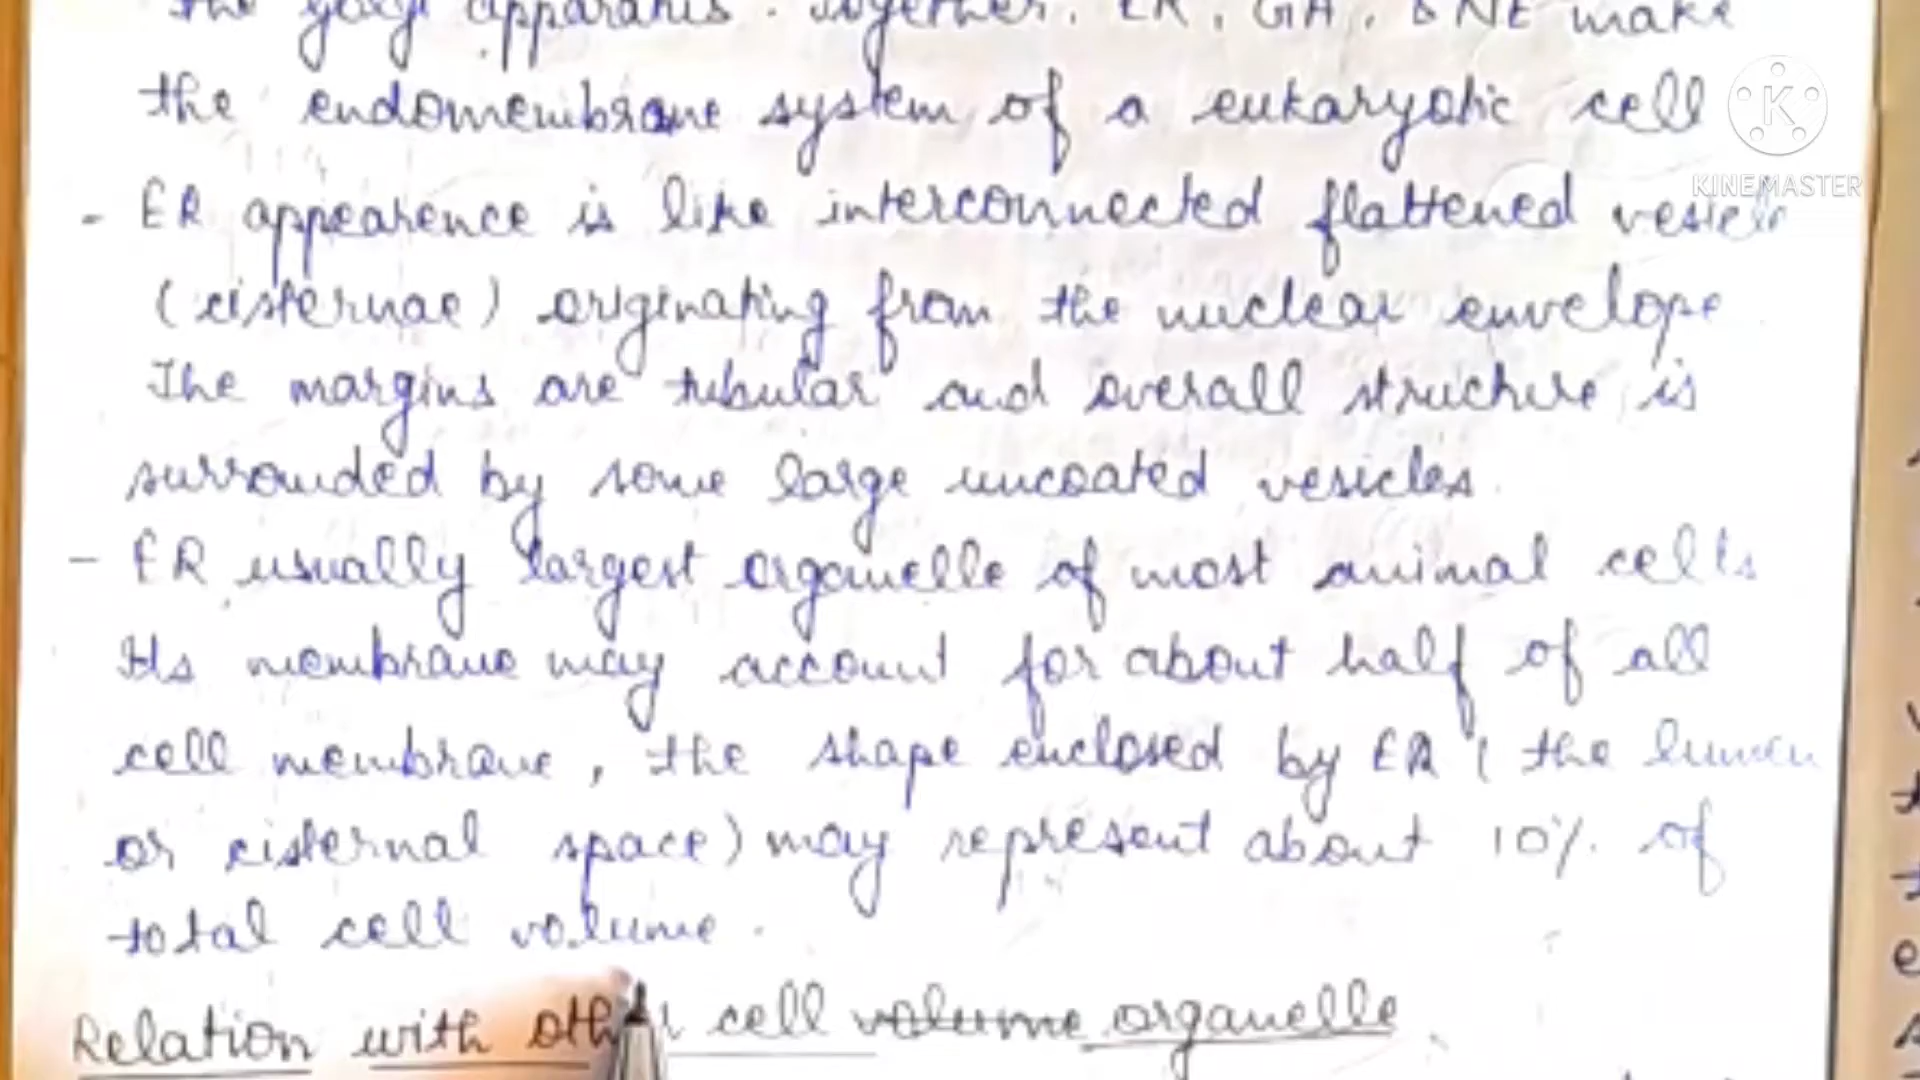 the golgi apparatus. Together, ER, GA, & NE make
the endomembrane system of a eukaryotic cell
KINEMASTER
- ER appearence is like interconnected flattened vesicle
(cisternae) originating from the nuclear envelope
The margins are tubular and overall structure is
surrouded by some large uncoated vesicles.
- ER usually largest organelle of most animal cells.
Its membrane may account for about half of all
cell membrane, the shape enclosed by ER ( the lumen
or cisternal space) may represent about 10% of
total cell volume.
Relation with other cell volume organelle.